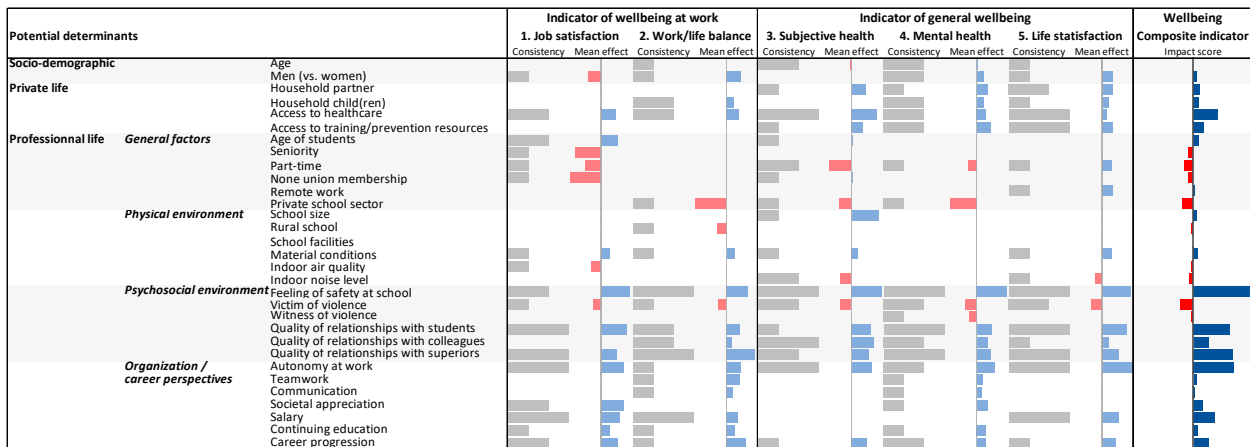 Indicator of wellbeing at work Indicator of general wellbeing Wellbeing
Potential determinants 1. Job satisfaction 2. Work/life balance 3. Subjective health 4. Mental health 5. Life statisfaction Composite indicator
Consistency Mean effect Consistency Mean effect Consistency Mean effect Consistency Mean effect Consistency Mean effect Impact score
Socio-demographic Age
Men (vs. women)
Private life Household partner
Household child(ren)
Access to healthcare
Access to training/prevention resources
Professionnal life General factors Age of students
Seniority
Part-time
None union membership
Remote work
Private school sector
Physical environment School size
Rural school
School facilities
Material conditions
Indoor air quality
Indoor noise level
Psychosocial environment Feeling of safety at school
Victim of violence
Witness of violence
Quality of relationships with students
Quality of relationships with colleagues
Quality of relationships with superiors
Organization / Autonomy at work
career perspectives Teamwork
Communication
Societal appreciation
Salary
Continuing education
Career progression